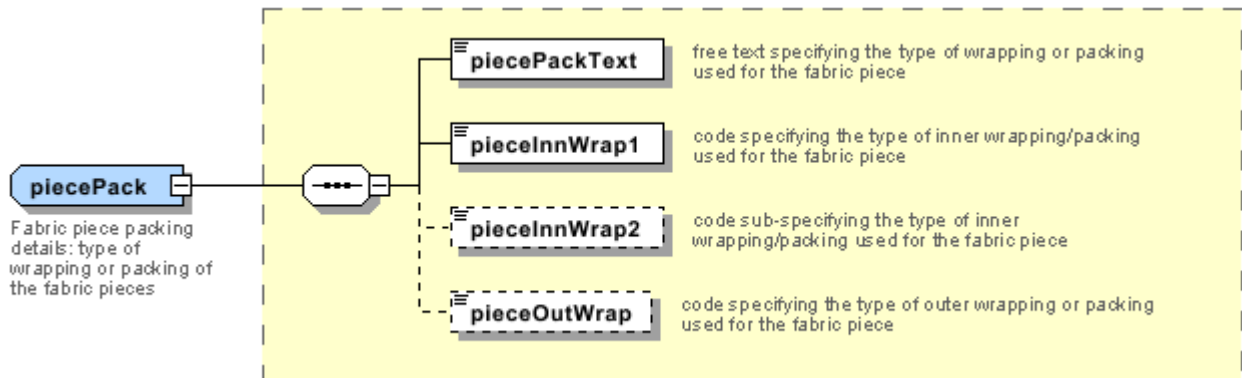 piecePackText
free text specifying the type of wrapping or packing
used for the fabric piece
pieceInnWrap1
code specifying the type of inner wrapping/packing
used for the fabric piece
piecePack
Fabric piece packing
details: type of
wrapping or packing of
the fabric pieces
pieceInnWrap2
code sub-specifying the type of inner
wrapping/packing used for the fabric piece
pieceOutWrap
code specifying the type of outer wrapping or packing
used for the fabric piece